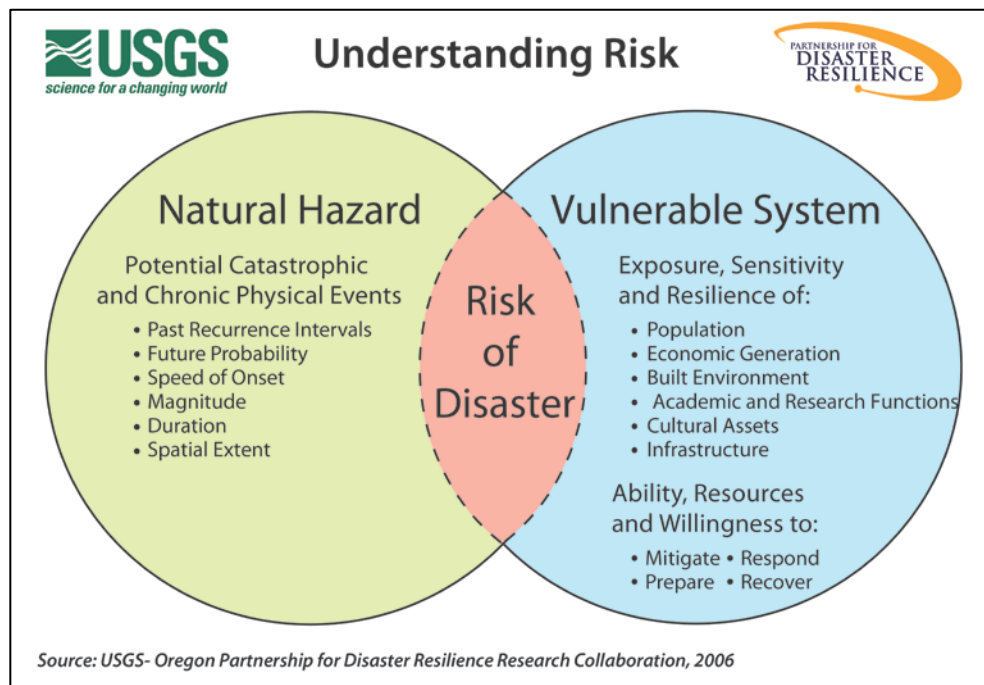 USGS
science for a changing world
Understanding Risk
PARTNERSHIP FOR
DISASTER
RESILIENCE
Natural Hazard
Potential Catastrophic
and Chronic Physical Events
• Past Recurrence Intervals
• Future Probability
• Speed of Onset
• Magnitude
• Duration
• Spatial Extent
Risk
of
Disaster
Vulnerable System
Exposure, Sensitivity
and Resilience of:
• Population
• Economic Generation
• Built Environment
• Academic and Research Functions
• Cultural Assets
• Infrastructure
Ability, Resources
and Willingness to:
• Mitigate • Respond
• Prepare • Recover
Source: USGS- Oregon Partnership for Disaster Resilience Research Collaboration, 2006